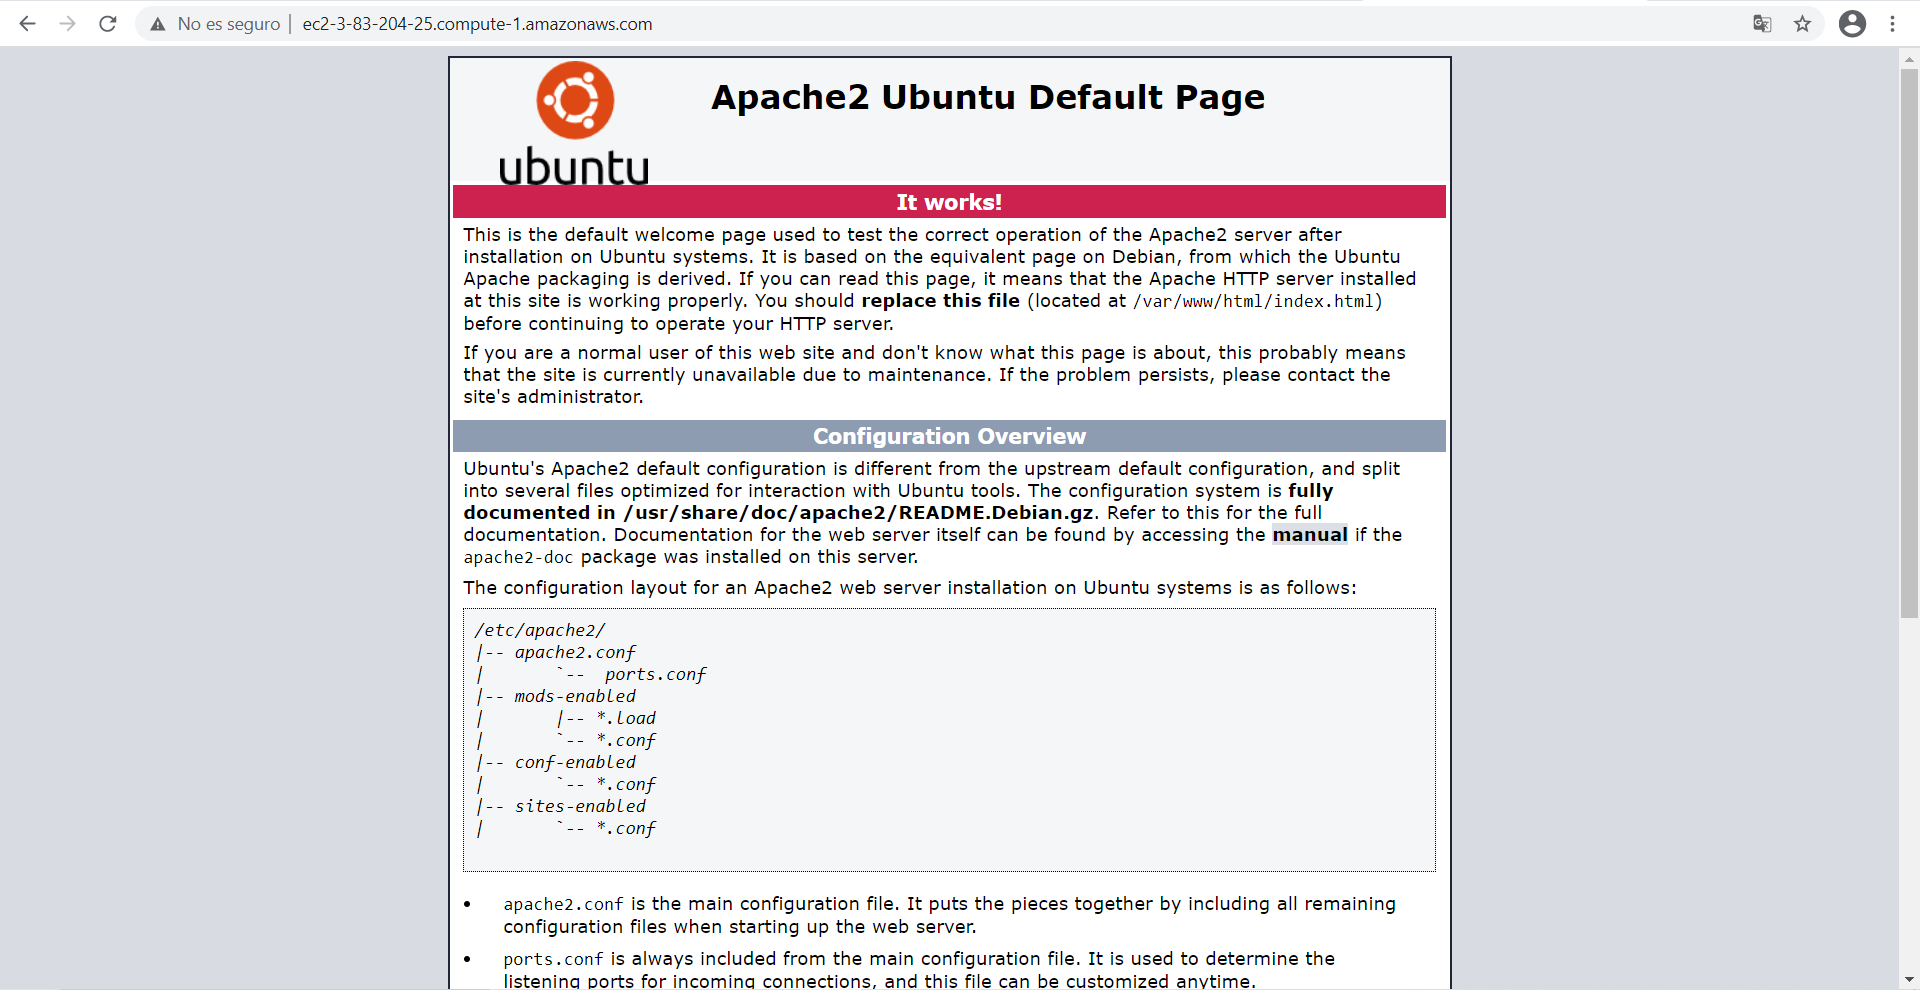 No es seguro | ec2-3-83-204-25.compute-1.amazonaws.com
ubuntu
Apache2 Ubuntu Default Page
It works!
This is the default welcome page used to test the correct operation of the Apache2 server after
installation on Ubuntu systems. It is based on the equivalent page on Debian, from which the Ubuntu
Apache packaging is derived. If you can read this page, it means that the Apache HTTP server installed
at this site is working properly. You should replace this file (located at /var/www/html/index.html)
before continuing to operate your HTTP server.
If you are a normal user of this web site and don't know what this page is about, this probably means
that the site is currently unavailable due to maintenance. If the problem persists, please contact the
site's administrator.
Configuration Overview
Ubuntu's Apache2 default configuration is different from the upstream default configuration, and split
into several files optimized for interaction with Ubuntu tools. The configuration system is fully
documented in /usr/share/doc/apache2/README.Debian.gz. Refer to this for the full
documentation. Documentation for the web server itself can be found by accessing the manual if the
apache2-doc package was installed on this server.
The configuration layout for an Apache2 web server installation on Ubuntu systems is as follows:
/etc/apache2/
|-- apache2.conf
|       `--  ports.conf
|-- mods-enabled
|       |-- *.load
|       `-- *.conf
|-- conf-enabled
|       `-- *.conf
|-- sites-enabled
|       `-- *.conf
• apache2.conf is the main configuration file. It puts the pieces together by including all remaining
configuration files when starting up the web server.
• ports.conf is always included from the main configuration file. It is used to determine the
listening ports for incoming connections, and this file can be customized anytime.